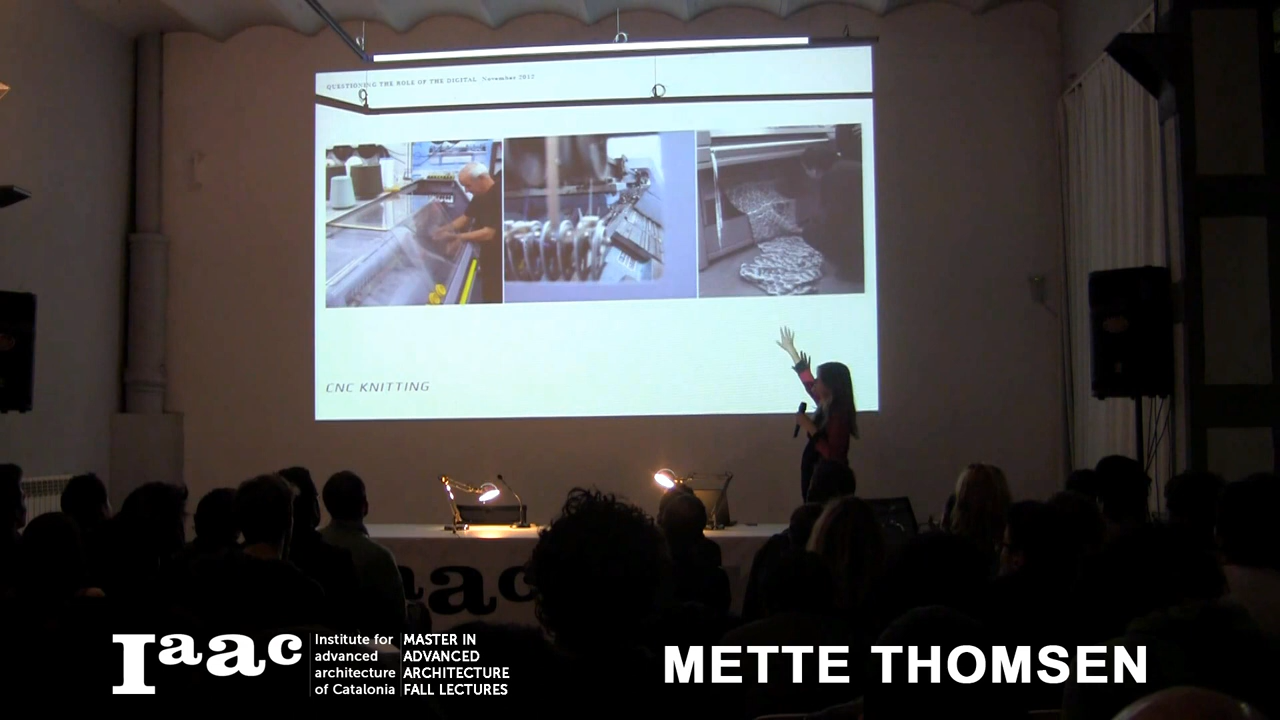 QUESTIONING THE ROLE OF THE DIGITAL November 2012
CNC KNITTING
Iaac
Iaac
Institute for
advanced
architecture
of Catalonia
MASTER IN
ADVANCED
ARCHITECTURE
FALL LECTURES
METTE THOMSEN